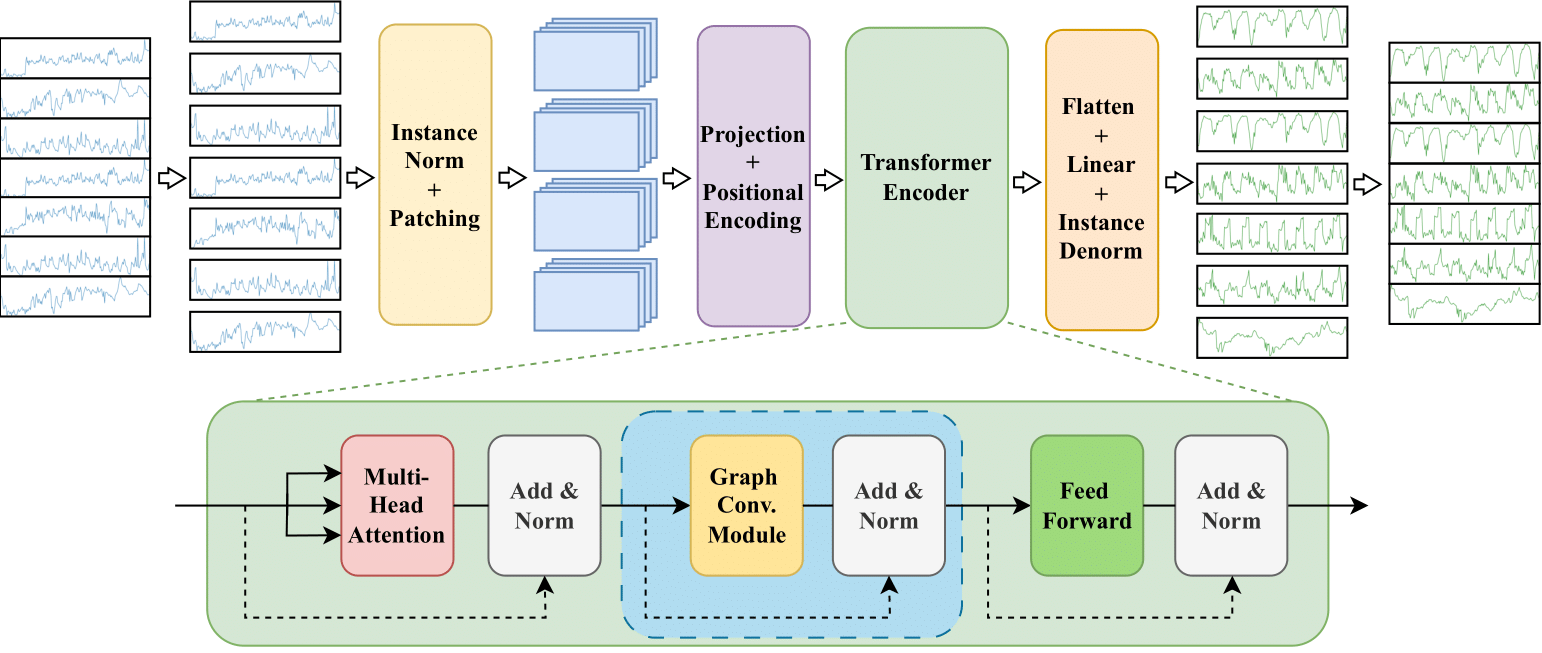 Instance
Norm
+
Patching
Projection
+
Positional
Encoding
Transformer
Encoder
Flatten
+
Linear
+
Instance
Denorm
Multi-
Head
Attention
Add &
Norm
Graph
Conv.
Module
Add &
Norm
Feed
Forward
Add &
Norm